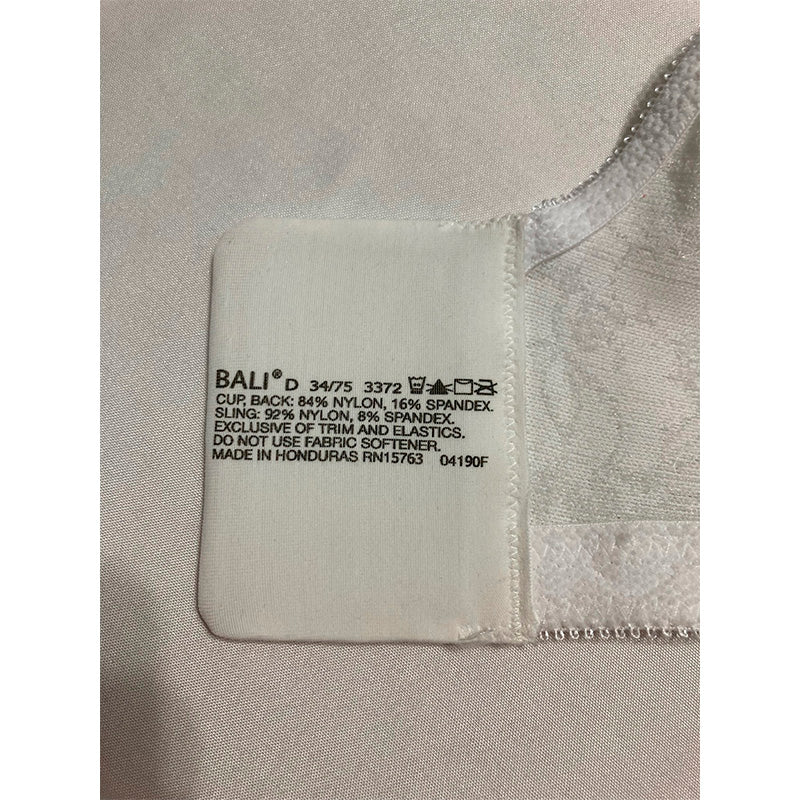 BALI® D 34/75 3372
CUP, BACK: 84% NYLON, 16% SPANDEX.
SLING: 92% NYLON, 8% SPANDEX.
EXCLUSIVE OF TRIM AND ELASTICS.
DO NOT USE FABRIC SOFTENER.
MADE IN HONDURAS RN15763 04190F